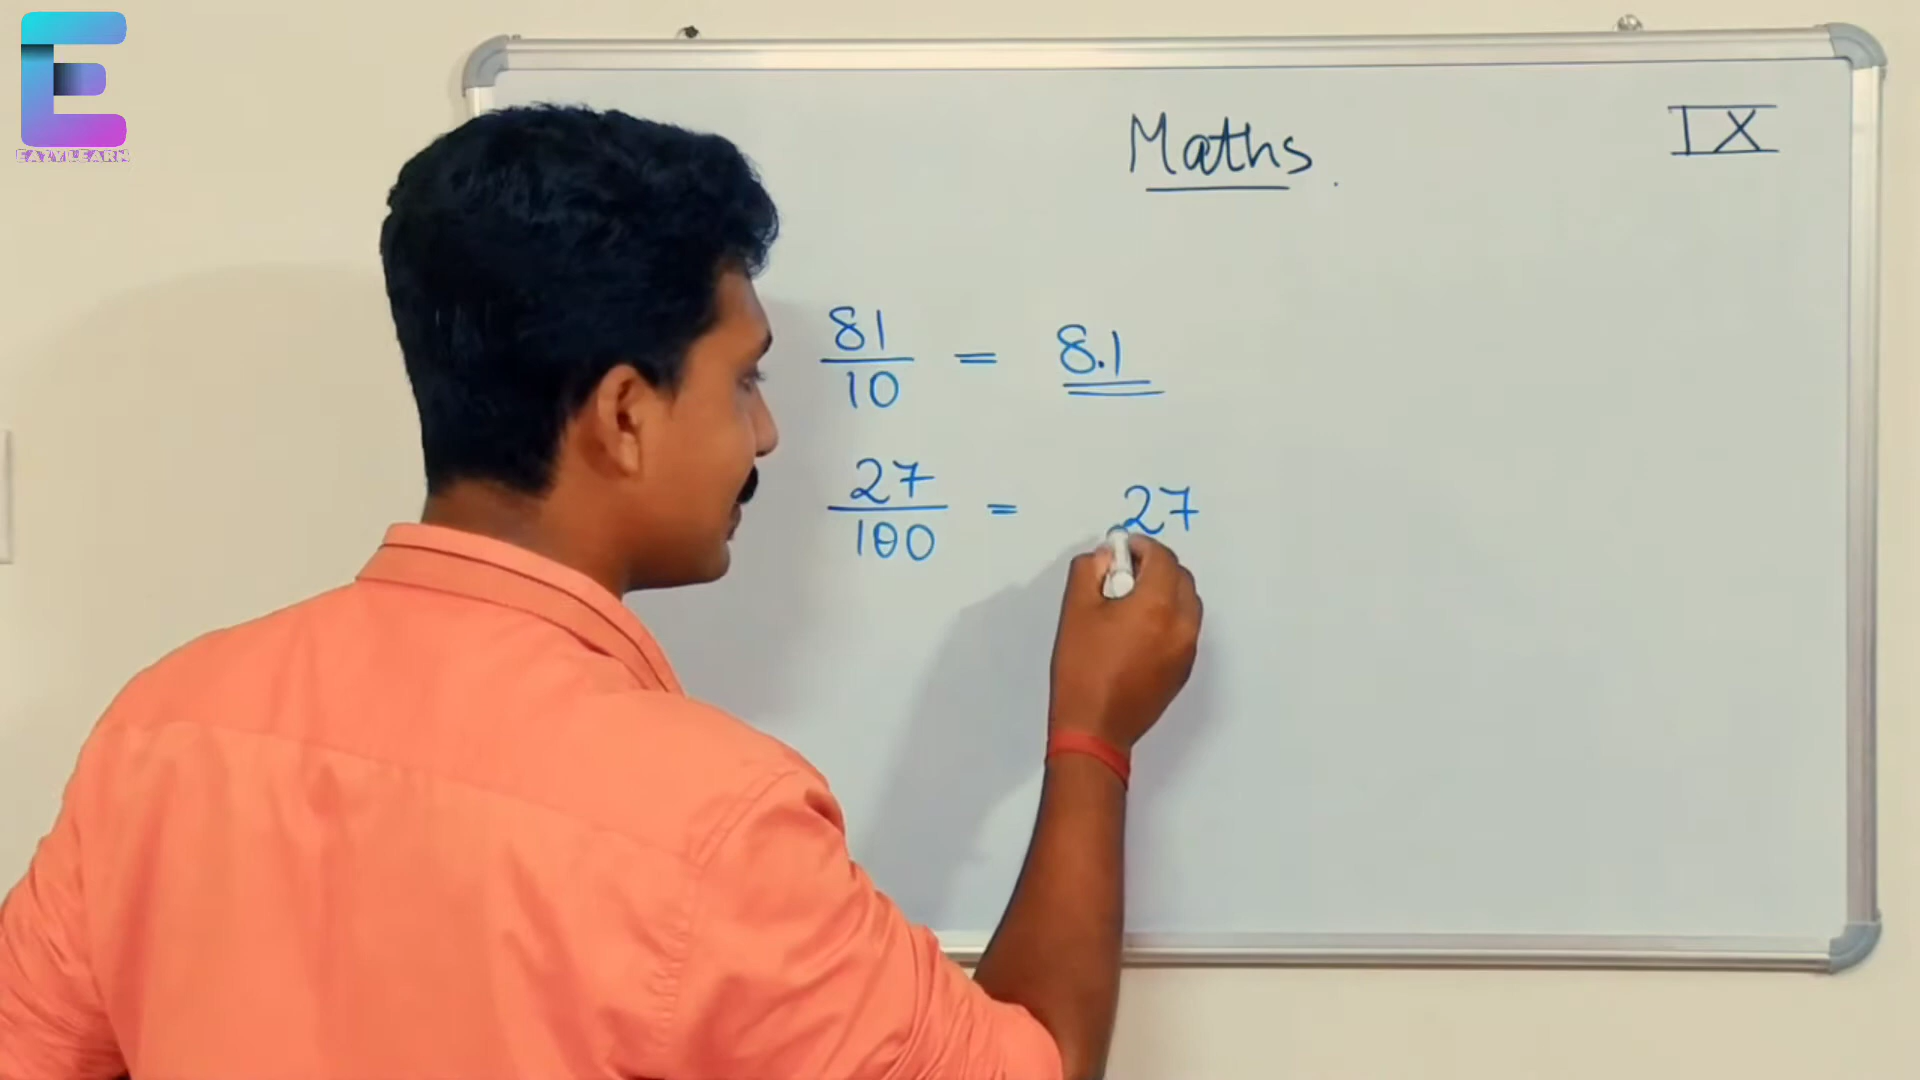 EAZYLEARN
Maths.
IX
81/10 = 8.1
27/100 = 27